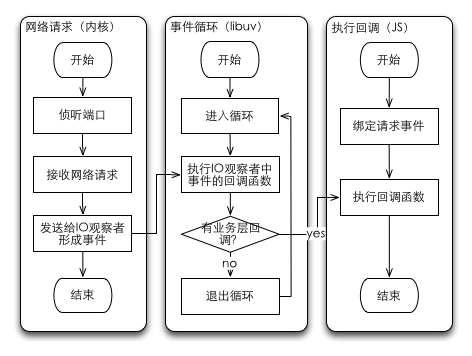 网络请求（内核）
开始
侦听端口
接收网络请求
发送给IO观察者
形成事件
结束
事件循环（libuv）
开始
进入循环
执行IO观察者中
事件的回调函数
有业务层回
调?
yes
no
退出循环
执行回调（JS）
开始
绑定请求事件
执行回调函数
结束